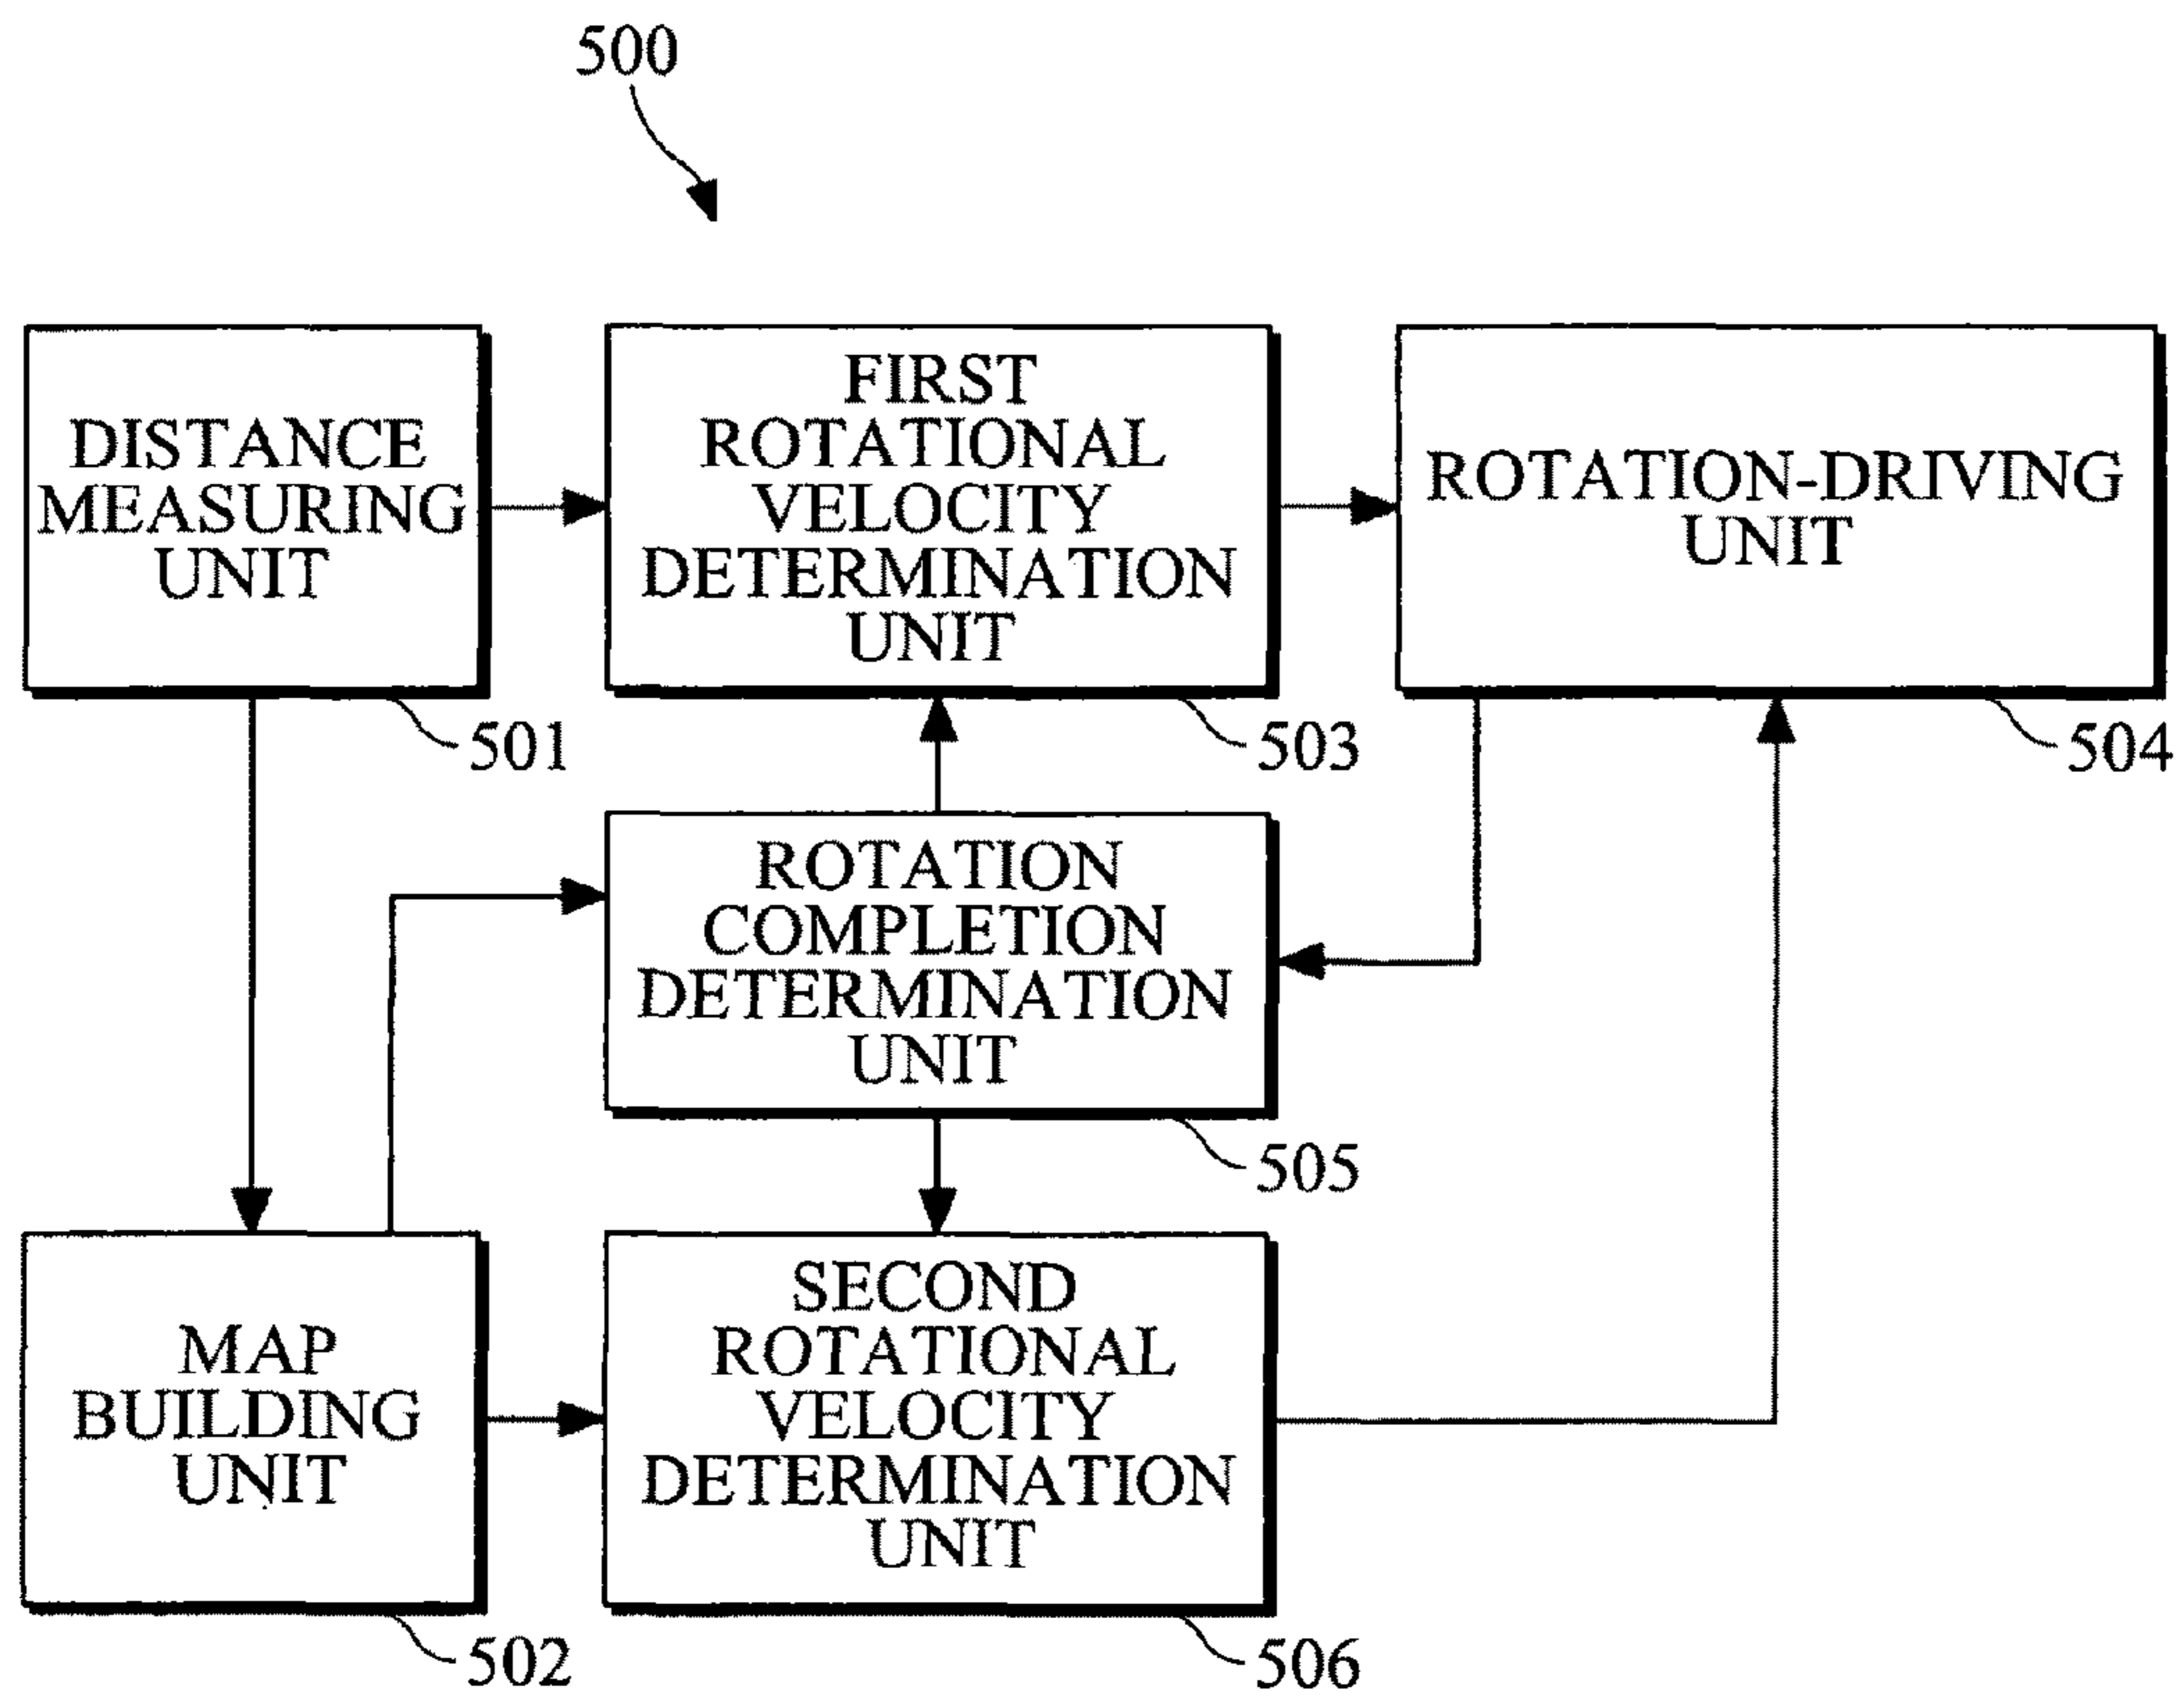 500
DISTANCE
MEASURING
UNIT
501
FIRST
ROTATIONAL
VELOCITY
DETERMINATION
UNIT
503
ROTATION-DRIVING
UNIT
504
ROTATION
COMPLETION
DETERMINATION
UNIT
505
MAP
BUILDING
UNIT
502
SECOND
ROTATIONAL
VELOCITY
DETERMINATION
UNIT
506